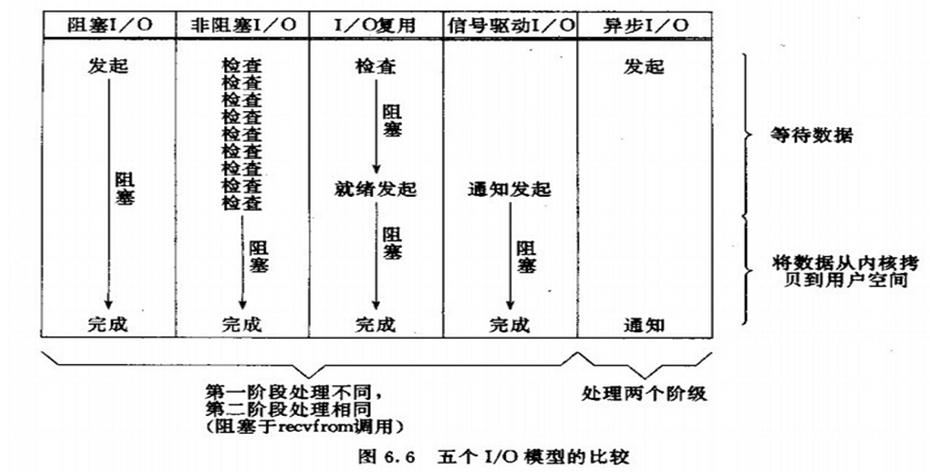 阻塞I/O 非阻塞I/O I/O复用 信号驱动I/O 异步I/O
发起 检查 检查 发起
检查
检查
检查
检查
检查
检查
检查
检查
阻塞
阻塞
就绪发起 通知发起
阻塞 阻塞 阻塞
完成 完成 完成 完成 通知
等待数据
将数据从内核拷
贝到用户空间
第一阶段处理不同，
第二阶段处理相同
(阻塞于recvfrom调用)
处理两个阶级
图 6.6 五个 I/O 模型的比较